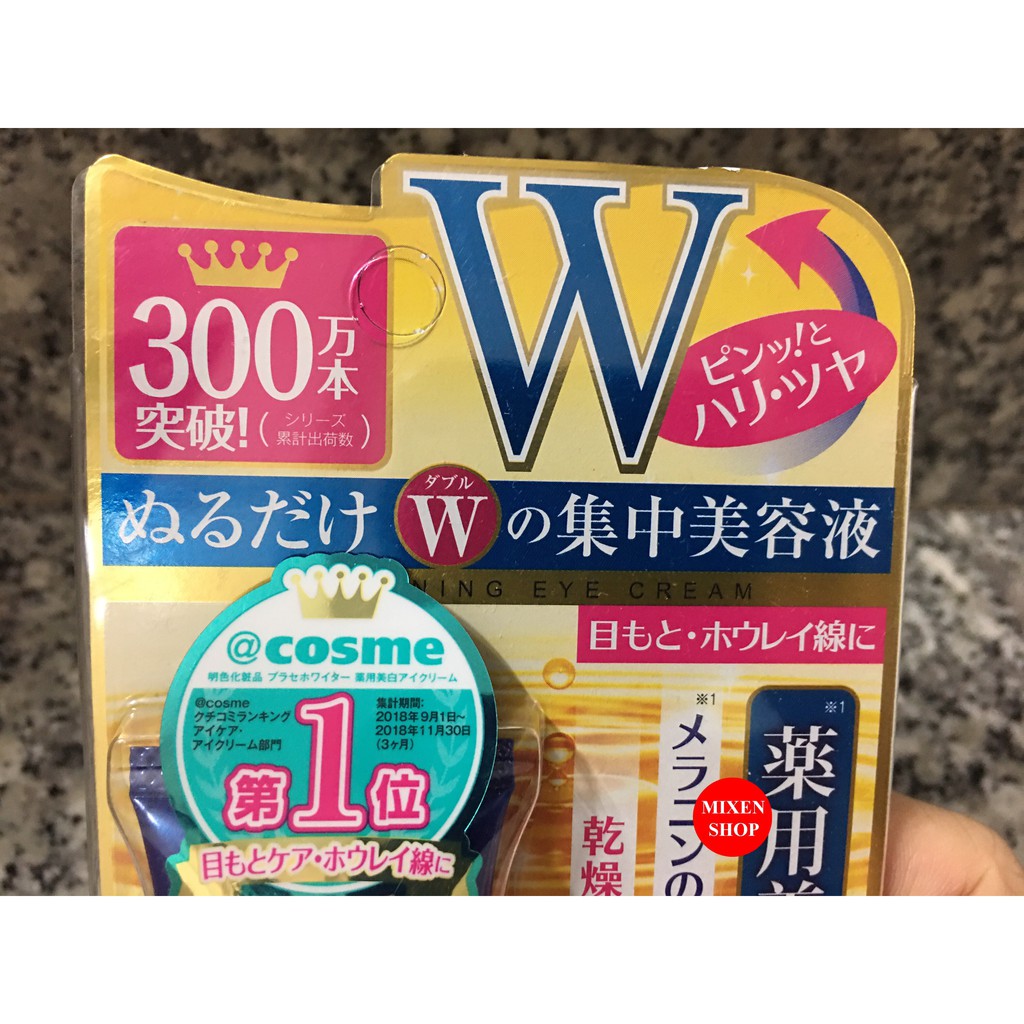 W
300万本
突破!(シリーズ累計出荷数)
ピンッ!と
ハリ・ツヤ
ぬるだけ
ダブル
W
の集中美容液
NING EYE CREAM
目もと・ホウレイ線に
@cosme
明色化粧品 プラセホワイター 薬用美白アイクリーム
@cosme
クチコミランキング
アイケア・
アイクリーム部門
集計期間:
2018年9月1日~
2018年11月30日
(3ヶ月)
第1位
目もとケア・ホウレイ線に
※1
薬用美
※1
メラニンの
乾燥
MIXEN
SHOP